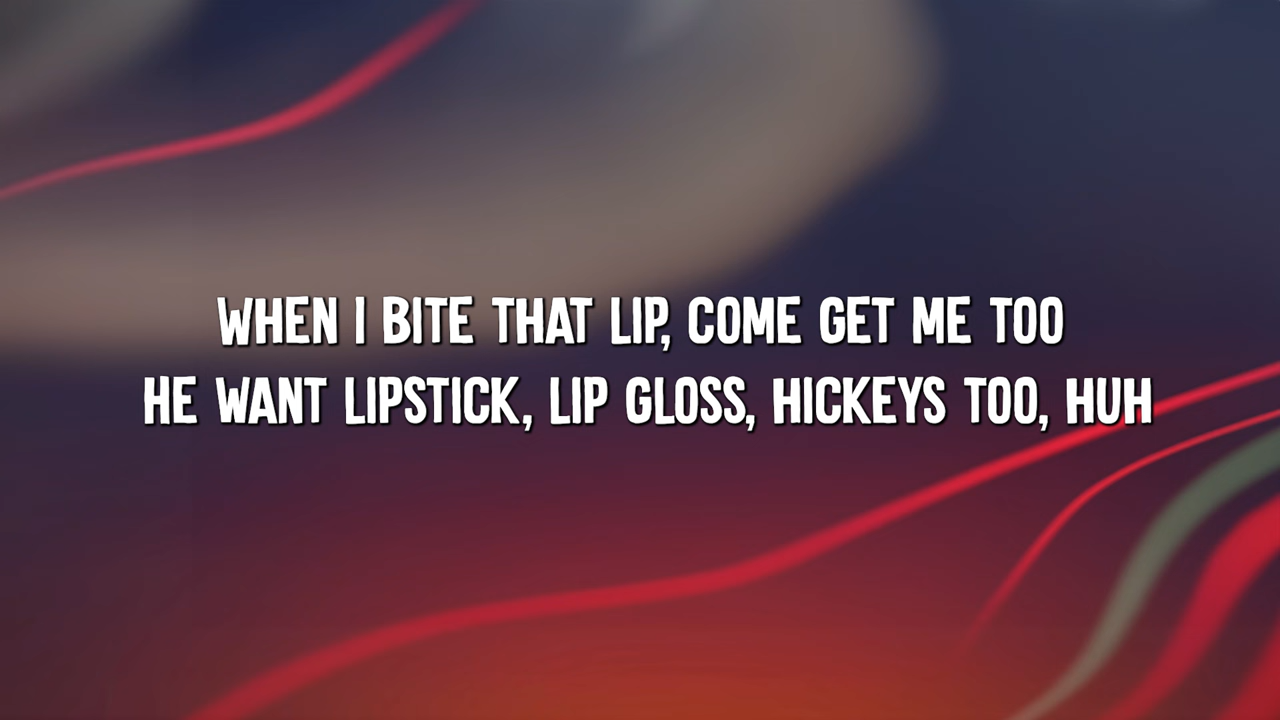 WHEN I BITE THAT LIP, COME GET ME TOO
HE WANT LIPSTICK, LIP GLOSS, HICKEYS TOO, HUH